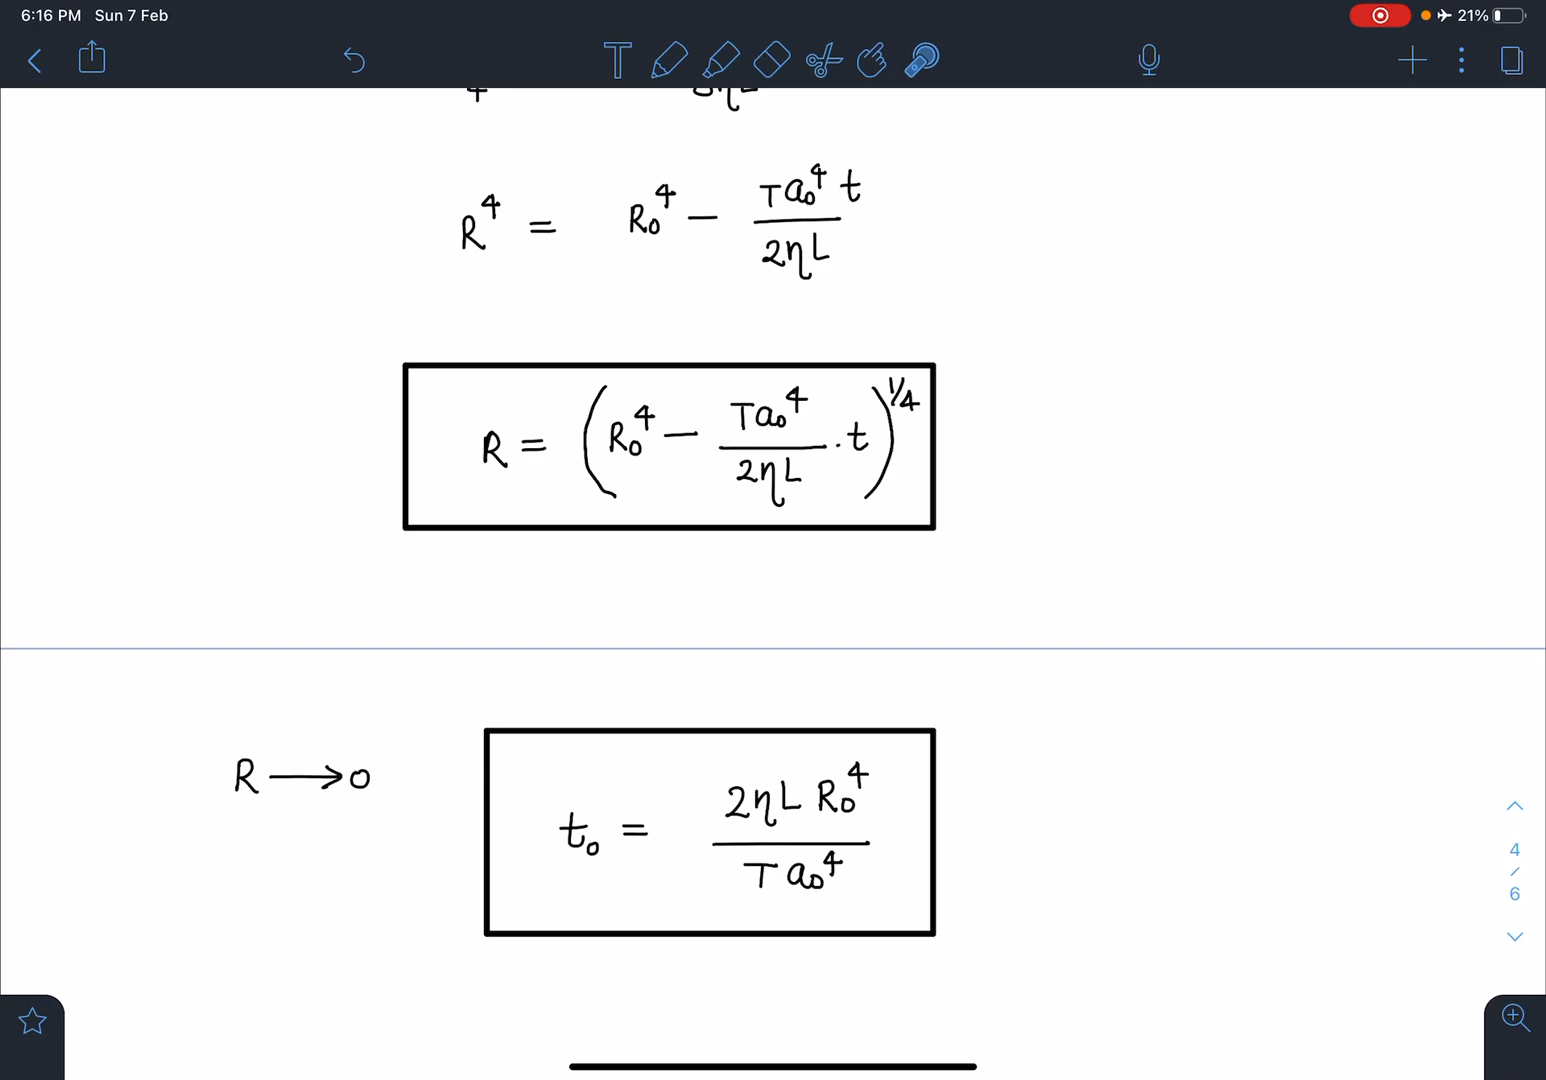 6:16 PM Sun 7 Feb
21%
R⁴ = R₀⁴ − Ta₀⁴t / 2ηL
R = (R₀⁴ − Ta₀⁴ / 2ηL · t)^1/4
R ⟶ 0
t₀ = 2ηL R₀⁴ / Ta₀⁴
4 / 6